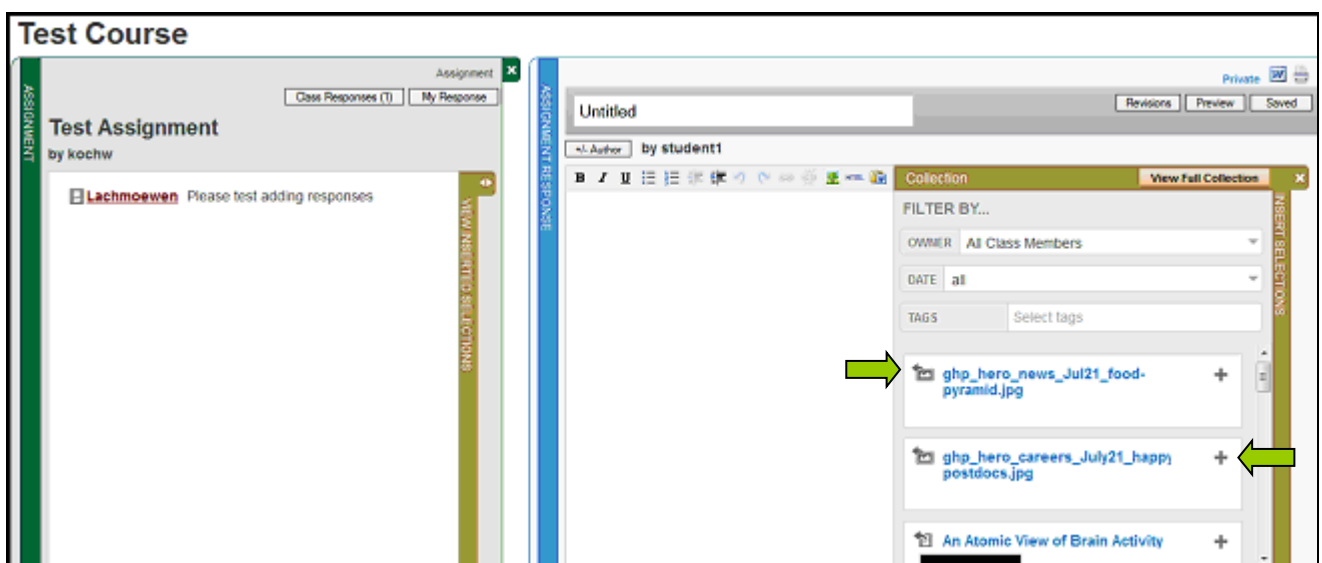 Test Course
ASSIGNMENT
Assignment
Class Responses (1) My Response
Test Assignment
by kochw
Lachmoewen Please test adding responses
VIEW INSERTED SELECTIONS
ASSIGNMENT RESPONSE
Private
Untitled
Revisions Preview Saved
+/- Author by student1
B I U
HTML
Collection View Full Collection
FILTER BY...
OWNER All Class Members
DATE all
TAGS Select tags
ghp_hero_news_Jul21_food-
pyramid.jpg
ghp_hero_careers_July21_happy
postdocs.jpg
An Atomic View of Brain Activity
INSERT SELECTIONS